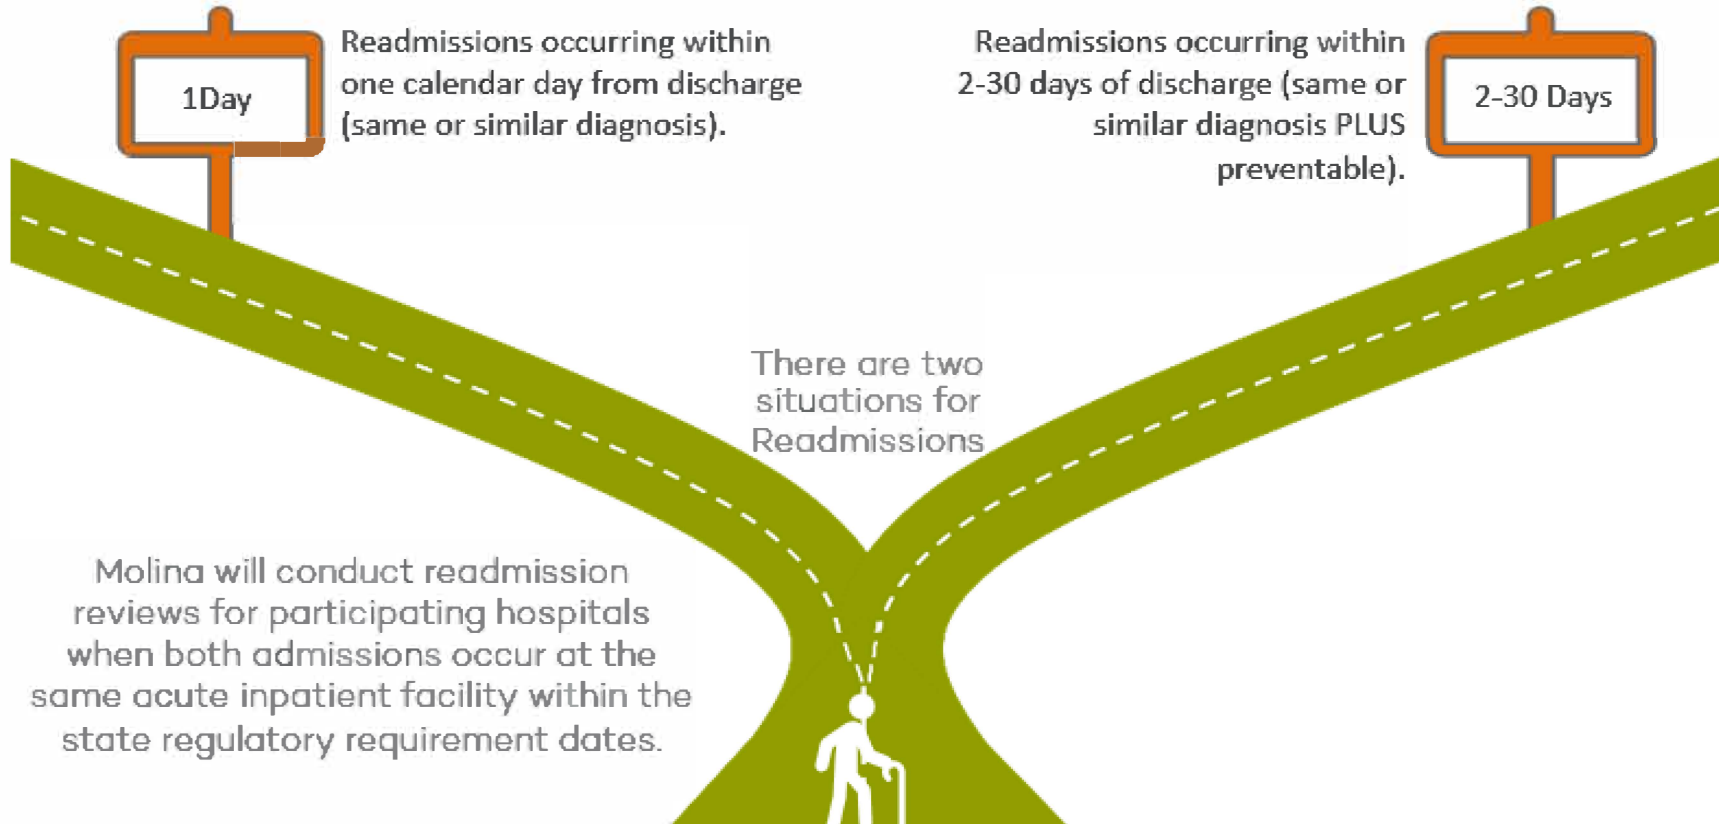 1Day
Readmissions occurring within
one calendar day from discharge
(same or similar diagnosis).
Readmissions occurring within
2-30 days of discharge (same or
similar diagnosis PLUS
preventable).
2-30 Days
There are two
situations for
Readmissions
Molina will conduct readmission
reviews for participating hospitals
when both admissions occur at the
same acute inpatient facility within the
state regulatory requirement dates.